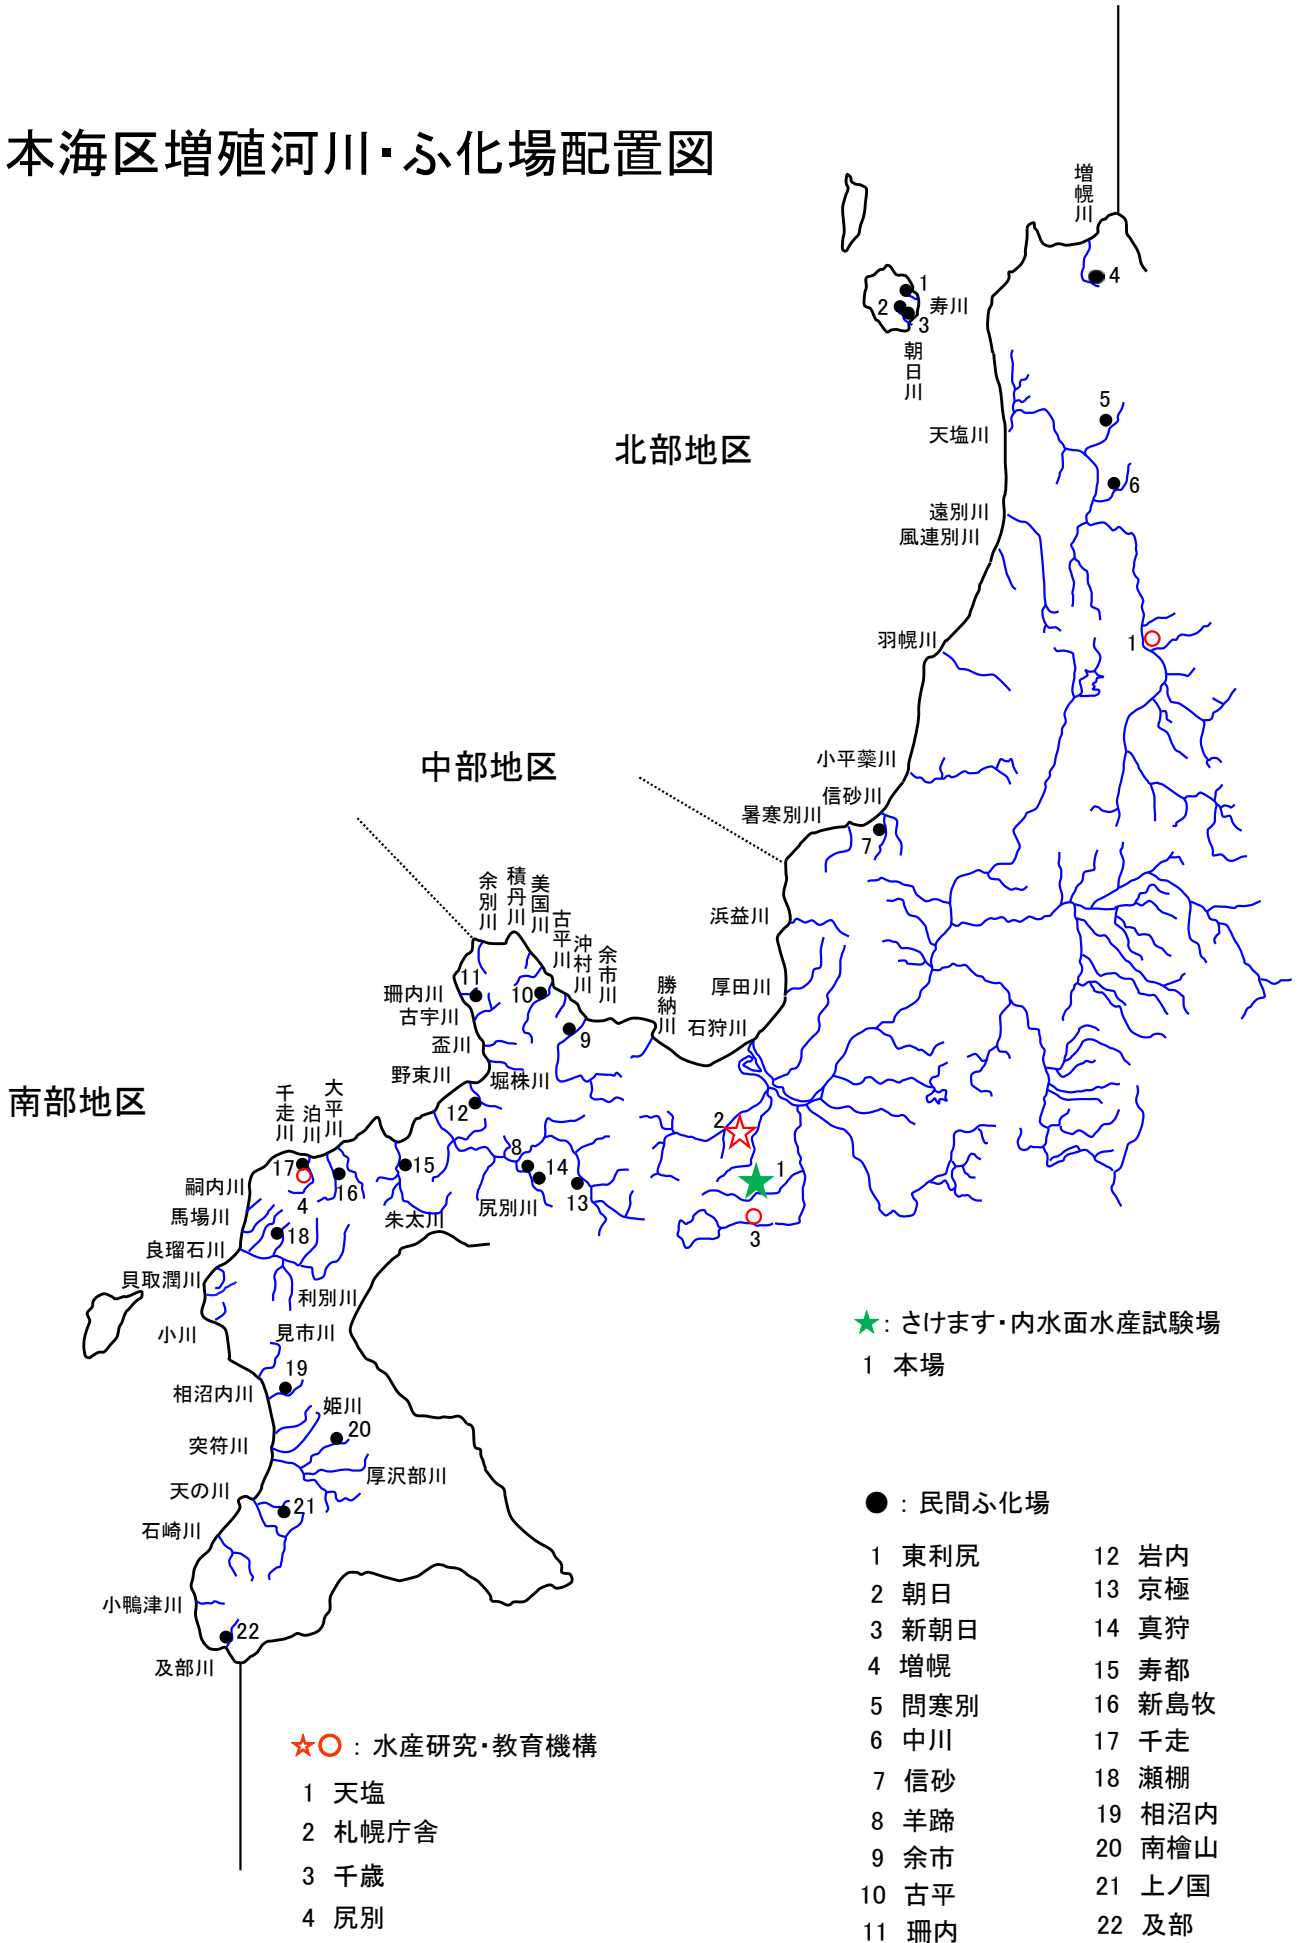 本海区増殖河川・ふ化場配置図
増幌川
4
1
2
寿川
3
朝日川
5
北部地区
天塩川
6
遠別川
風連別川
羽幌川
1
中部地区
小平蘂川
信砂川
暑寒別川
7
余別川
積丹川
美国川
古平川
沖村川
余市川
勝納川
浜益川
厚田川
石狩川
11
10
珊内川
古宇川
9
盃川
野束川
堀株川
南部地区
千走川
泊川
大平川
12
2
8
14
13
1
17
15
16
嗣内川
4
尻別川
馬場川
朱太川
18
3
良瑠石川
貝取澗川
利別川
小川
見市川
19
相沼内川
姫川
20
突符川
厚沢部川
天の川
21
石崎川
小鴨津川
22
及部川
★：さけます・内水面水産試験場
1 本場
●：民間ふ化場
1 東利尻
2 朝日
3 新朝日
4 増幌
5 問寒別
6 中川
7 信砂
8 羊蹄
9 余市
10 古平
11 珊内
12 岩内
13 京極
14 真狩
15 寿都
16 新島牧
17 千走
18 瀬棚
19 相沼内
20 南檜山
21 上ノ国
22 及部
☆○：水産研究・教育機構
1 天塩
2 札幌庁舎
3 千歳
4 尻別